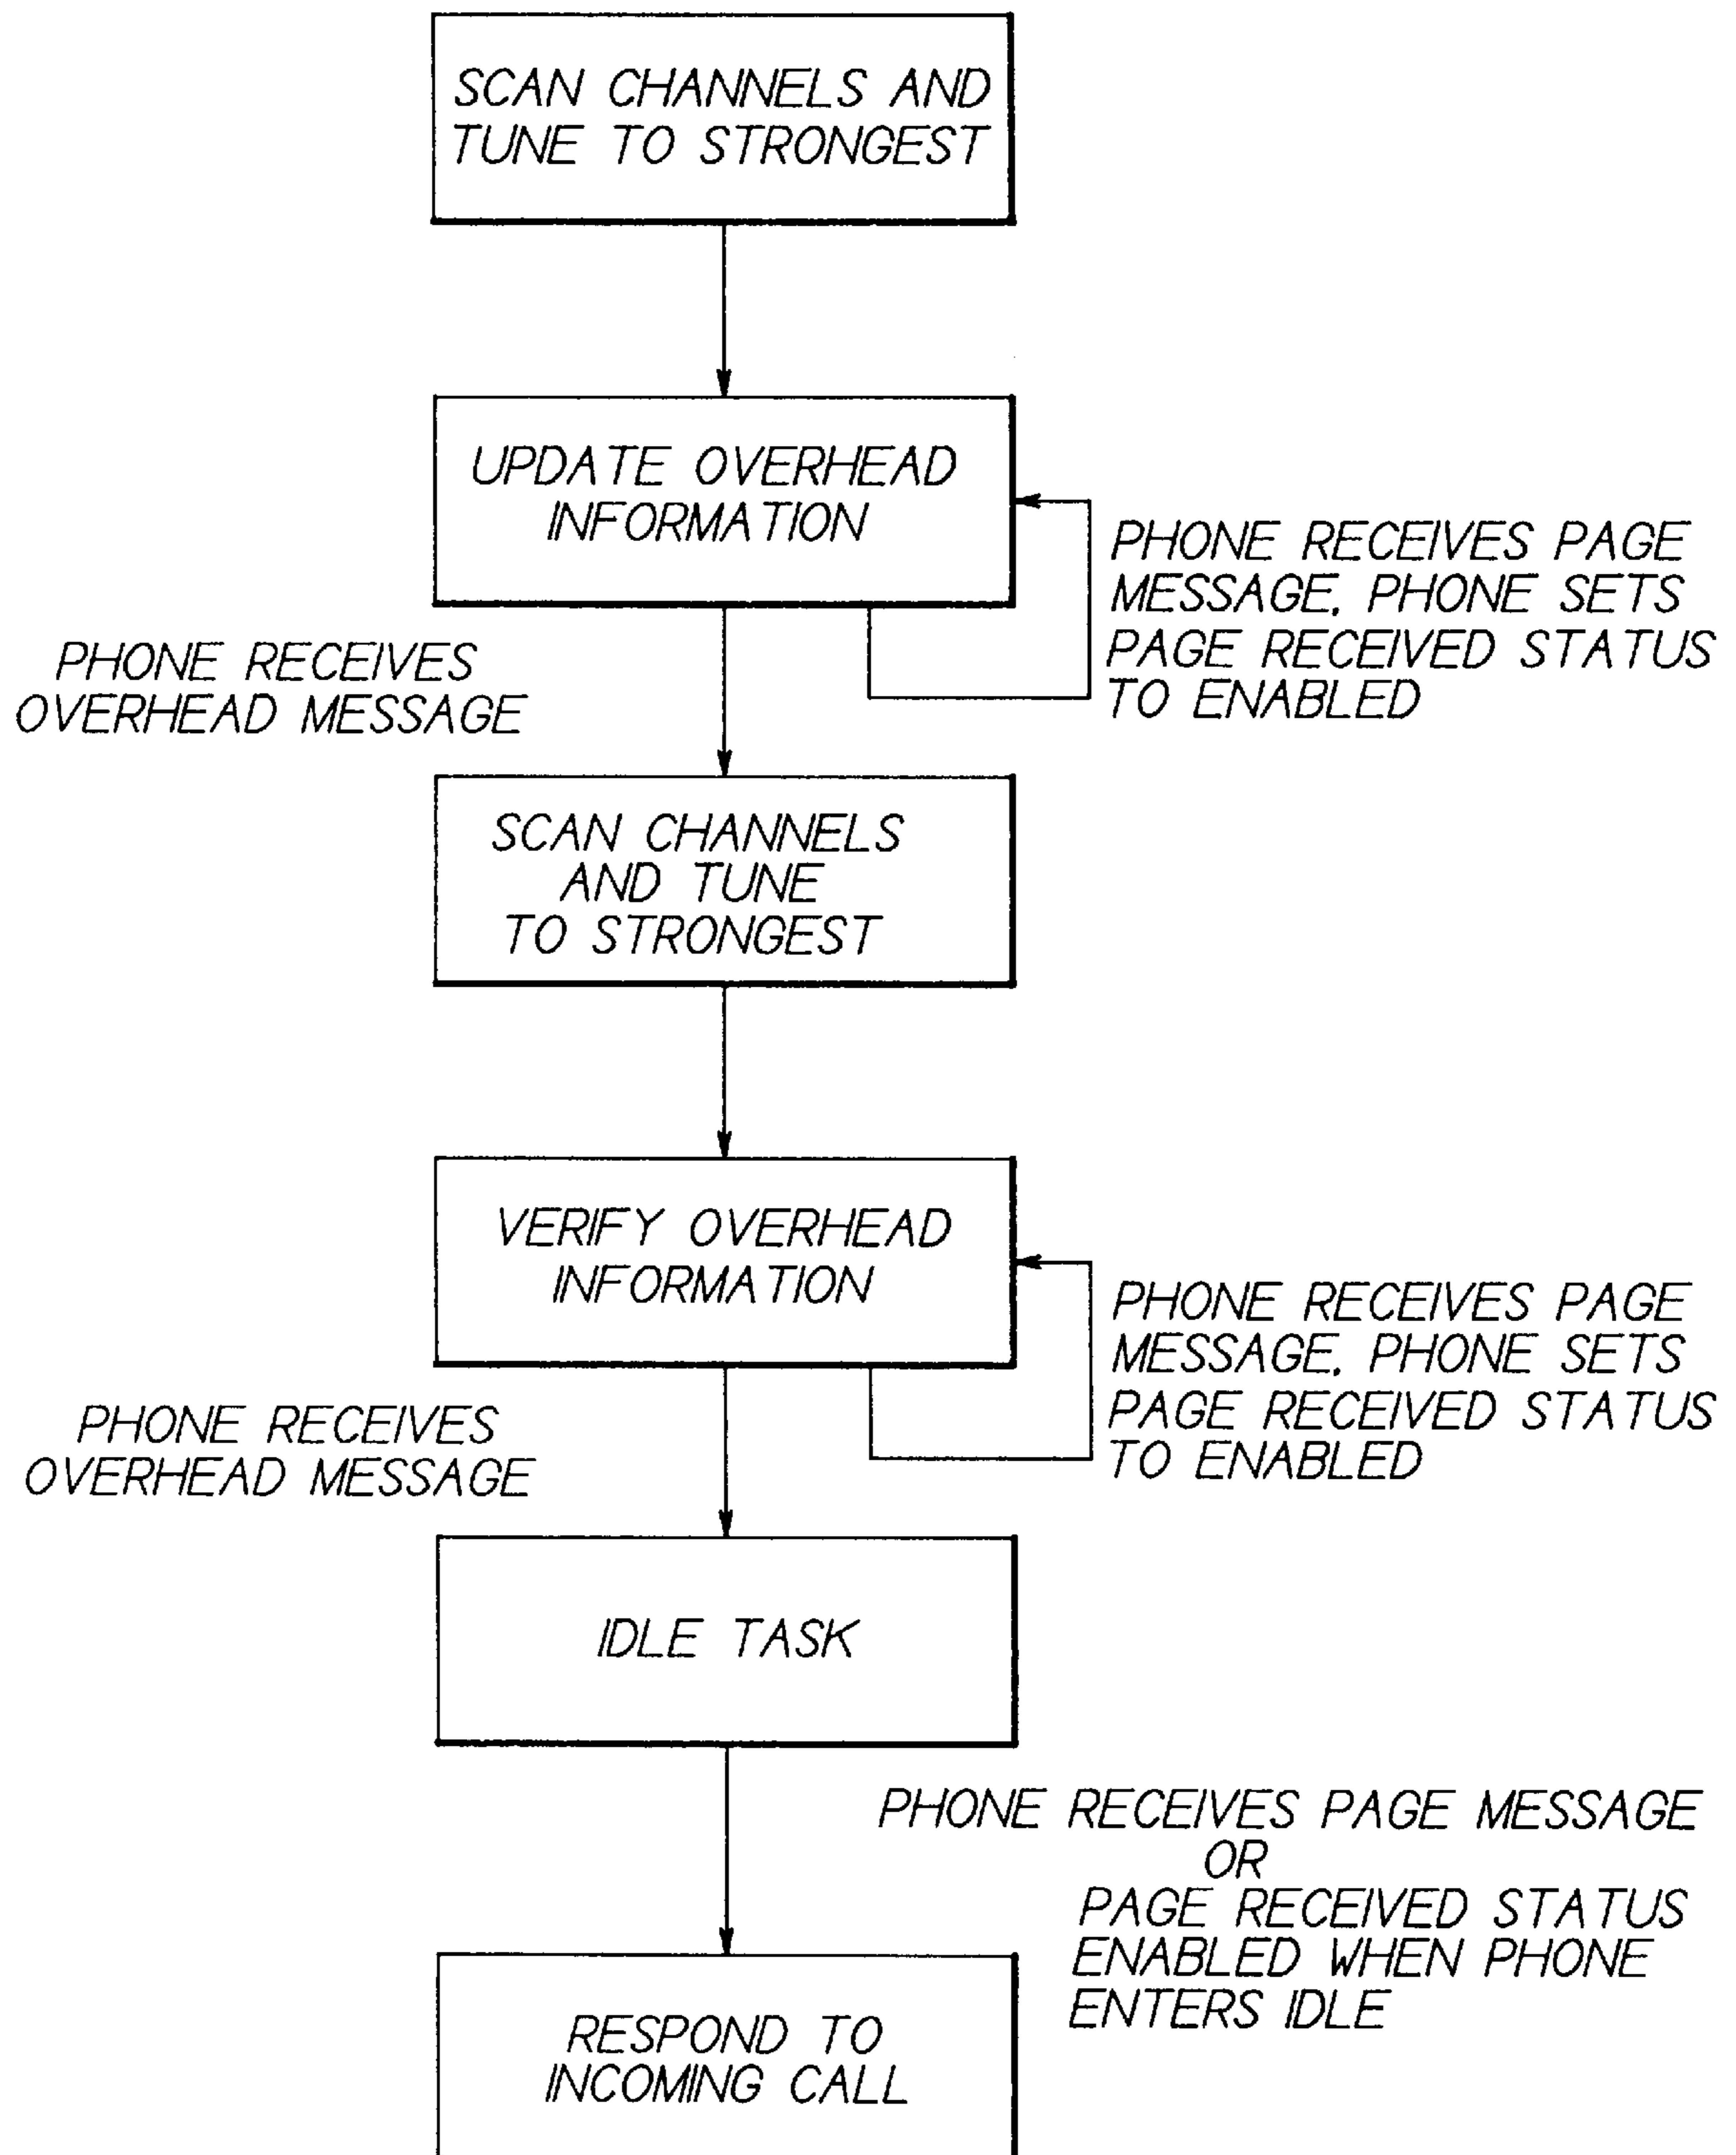 SCAN CHANNELS AND
TUNE TO STRONGEST
UPDATE OVERHEAD
INFORMATION
PHONE RECEIVES PAGE
MESSAGE. PHONE SETS
PAGE RECEIVED STATUS
TO ENABLED
PHONE RECEIVES
OVERHEAD MESSAGE
SCAN CHANNELS
AND TUNE
TO STRONGEST
VERIFY OVERHEAD
INFORMATION
PHONE RECEIVES PAGE
MESSAGE. PHONE SETS
PAGE RECEIVED STATUS
TO ENABLED
PHONE RECEIVES
OVERHEAD MESSAGE
IDLE TASK
PHONE RECEIVES PAGE MESSAGE
OR
PAGE RECEIVED STATUS
ENABLED WHEN PHONE
ENTERS IDLE
RESPOND TO
INCOMING CALL